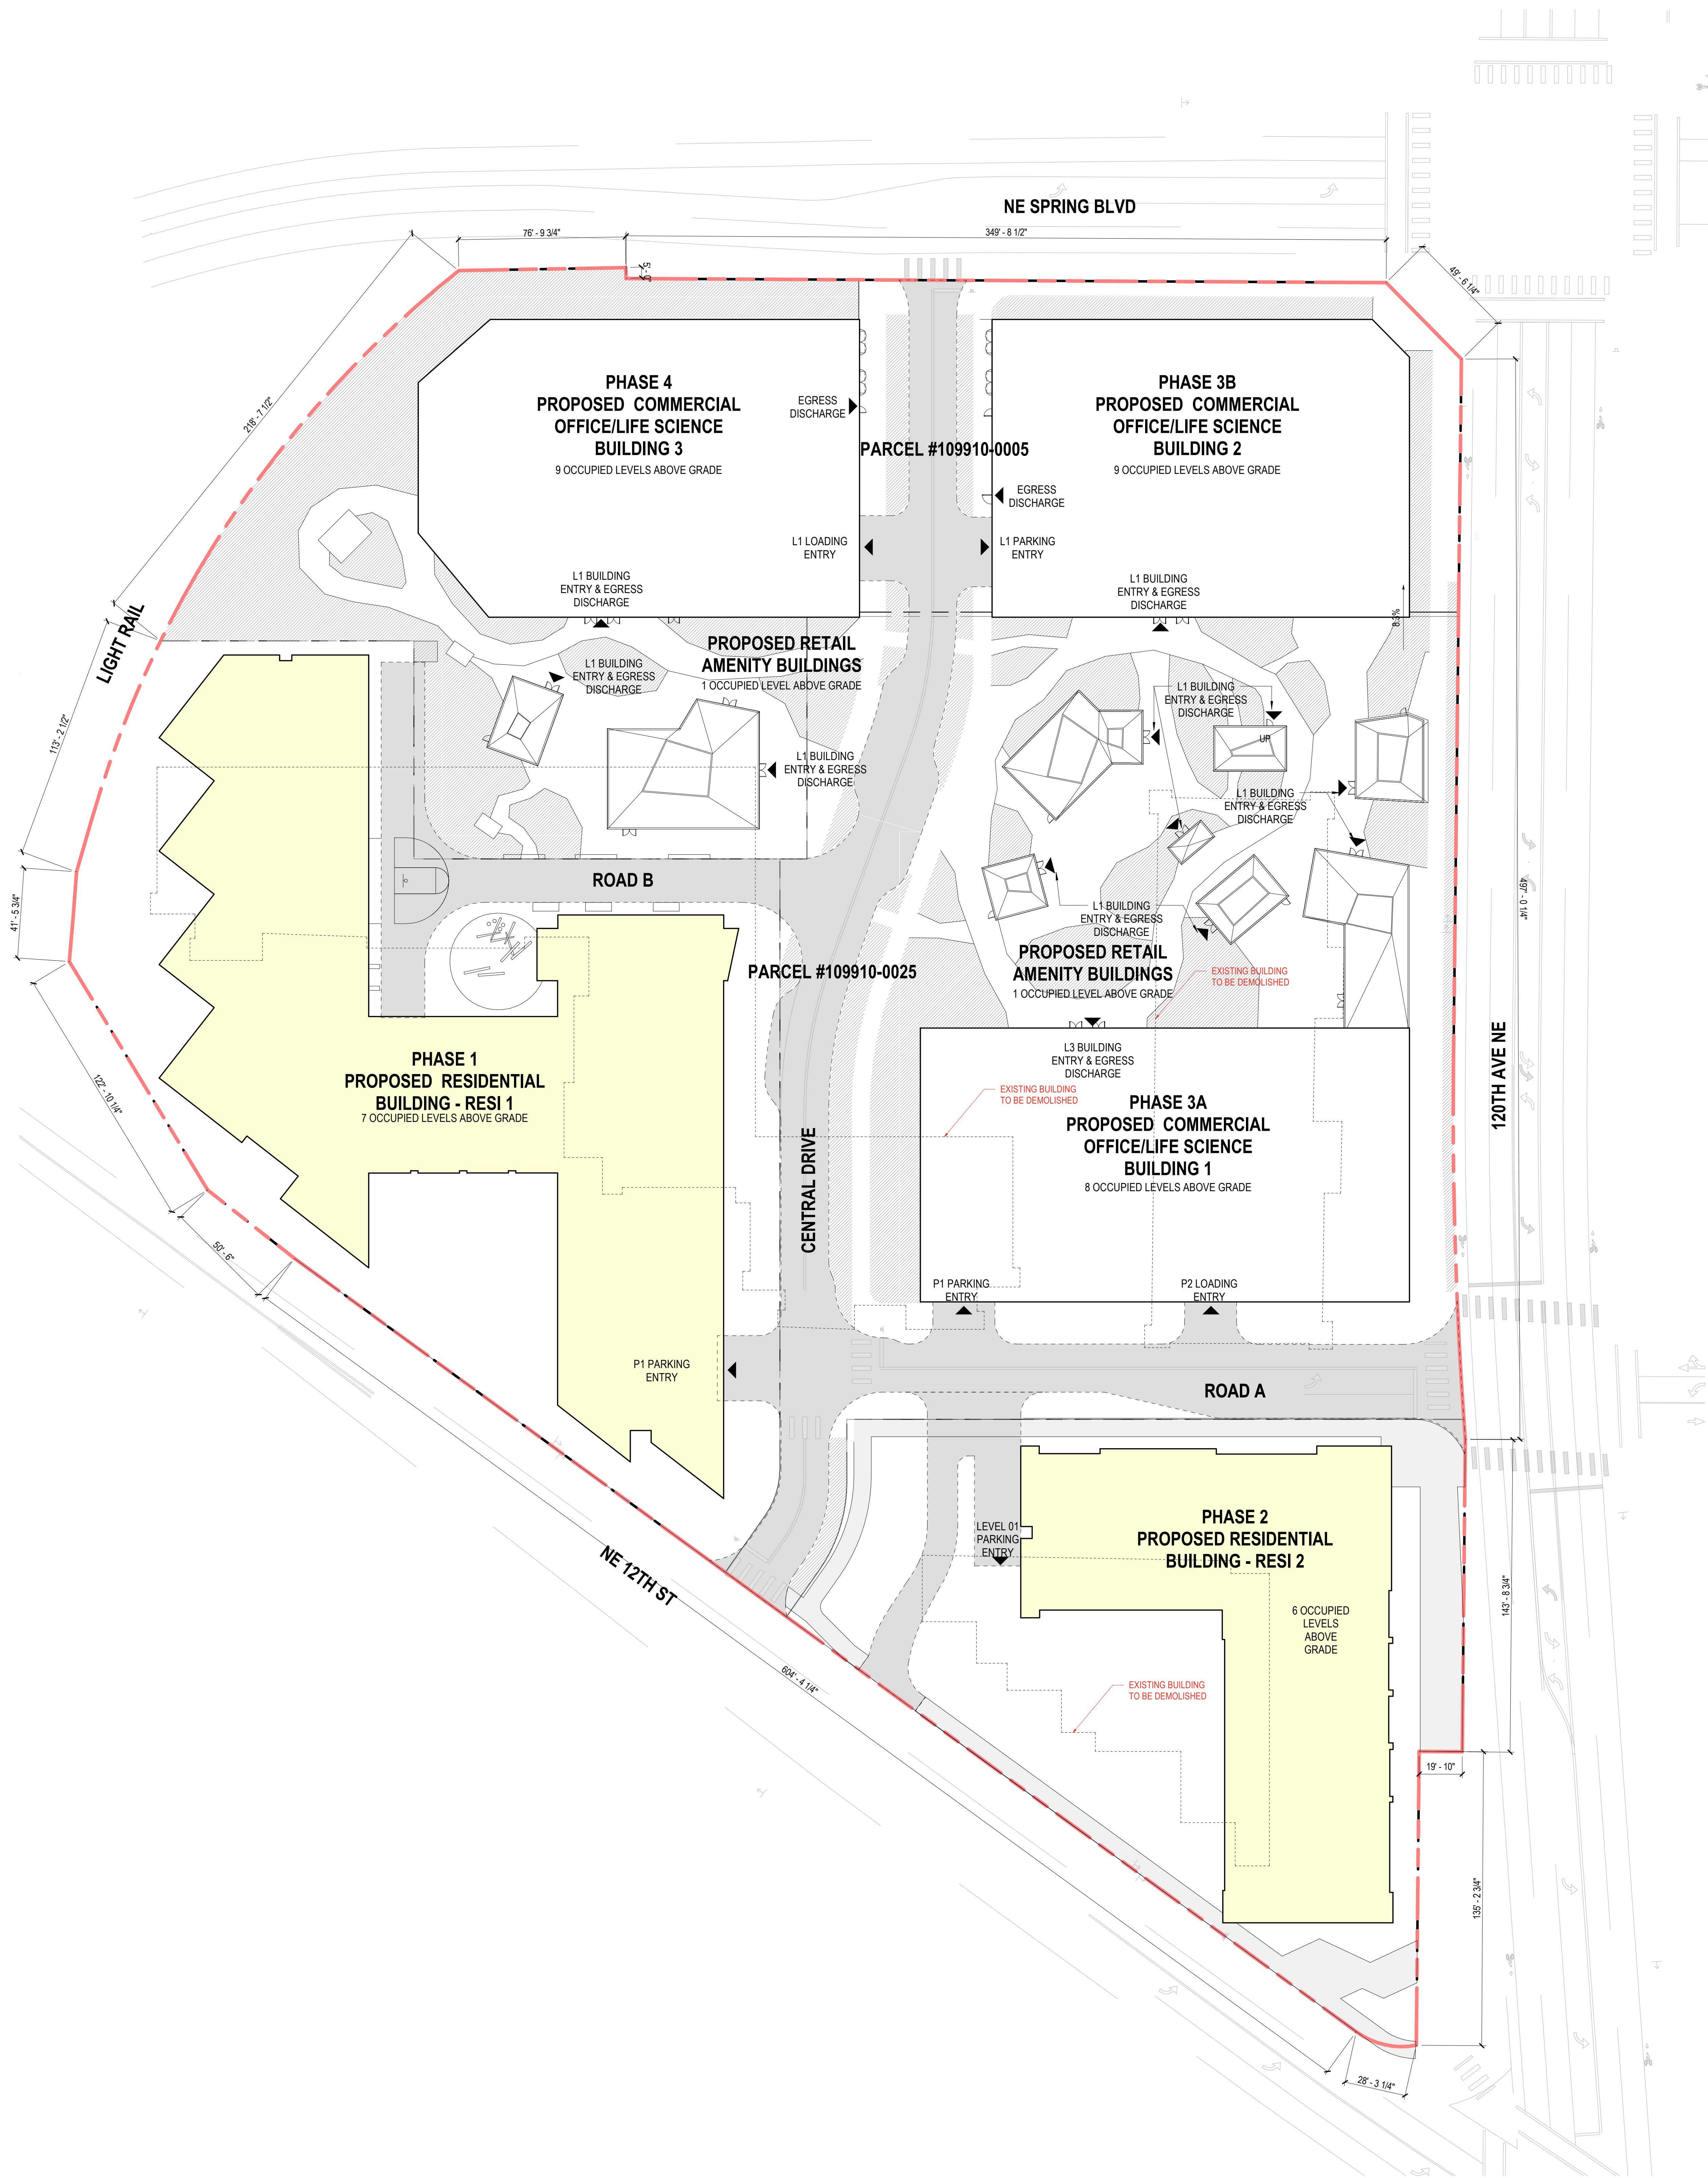 NE SPRING BLVD
76' - 9 3/4"
349' - 8 1/2"
5' - 0"
49' - 6 1/4"
218' - 7 1/2"
PHASE 4
PROPOSED COMMERCIAL
OFFICE/LIFE SCIENCE
BUILDING 3
9 OCCUPIED LEVELS ABOVE GRADE
EGRESS
DISCHARGE
PHASE 3B
PROPOSED COMMERCIAL
OFFICE/LIFE SCIENCE
BUILDING 2
9 OCCUPIED LEVELS ABOVE GRADE
PARCEL #109910-0005
EGRESS
DISCHARGE
L1 LOADING
ENTRY
L1 PARKING
ENTRY
L1 BUILDING
ENTRY & EGRESS
DISCHARGE
L1 BUILDING
ENTRY & EGRESS
DISCHARGE
8.3%
LIGHT RAIL
113' - 2 1/2"
PROPOSED RETAIL
AMENITY BUILDINGS
1 OCCUPIED LEVEL ABOVE GRADE
L1 BUILDING
ENTRY & EGRESS
DISCHARGE
L1 BUILDING
ENTRY & EGRESS
DISCHARGE
UP
L1 BUILDING
ENTRY & EGRESS
DISCHARGE
L1 BUILDING
ENTRY & EGRESS
DISCHARGE
ROAD B
41' - 5 3/4"
497' - 0 1/4"
L1 BUILDING
ENTRY & EGRESS
DISCHARGE
PROPOSED RETAIL
AMENITY BUILDINGS
1 OCCUPIED LEVEL ABOVE GRADE
EXISTING BUILDING
TO BE DEMOLISHED
PARCEL #109910-0025
PHASE 1
PROPOSED RESIDENTIAL
BUILDING - RESI 1
7 OCCUPIED LEVELS ABOVE GRADE
L3 BUILDING
ENTRY & EGRESS
DISCHARGE
EXISTING BUILDING
TO BE DEMOLISHED
PHASE 3A
PROPOSED COMMERCIAL
OFFICE/LIFE SCIENCE
BUILDING 1
8 OCCUPIED LEVELS ABOVE GRADE
120TH AVE NE
122' - 10 1/4"
CENTRAL DRIVE
50' - 6"
P1 PARKING
ENTRY
P2 LOADING
ENTRY
P1 PARKING
ENTRY
ROAD A
LEVEL 01
PARKING
ENTRY
PHASE 2
PROPOSED RESIDENTIAL
BUILDING - RESI 2
6 OCCUPIED
LEVELS
ABOVE
GRADE
NE 12TH ST
143' - 8 3/4"
604' - 4 1/4"
EXISTING BUILDING
TO BE DEMOLISHED
19' - 10"
135' - 2 3/4"
28' - 3 1/4"